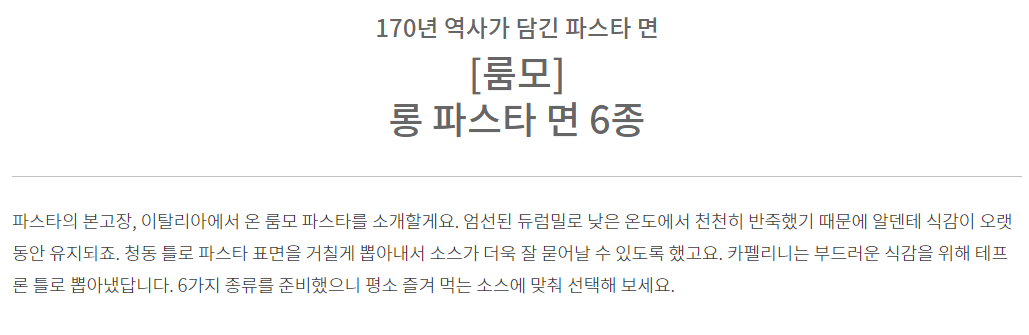 170년 역사가 담긴 파스타 면
[룸모]
롱 파스타 면 6종
파스타의 본고장, 이탈리아에서 온 룸모 파스타를 소개할게요. 엄선된 듀럼밀로 낮은 온도에서 천천히 반죽했기 때문에 알덴테 식감이 오랫
동안 유지되죠. 청동 틀로 파스타 표면을 거칠게 뽑아내서 소스가 더욱 잘 묻어날 수 있도록 했고요. 카펠리니는 부드러운 식감을 위해 테프
론 틀로 뽑아냈답니다. 6가지 종류를 준비했으니 평소 즐겨 먹는 소스에 맞춰 선택해 보세요.